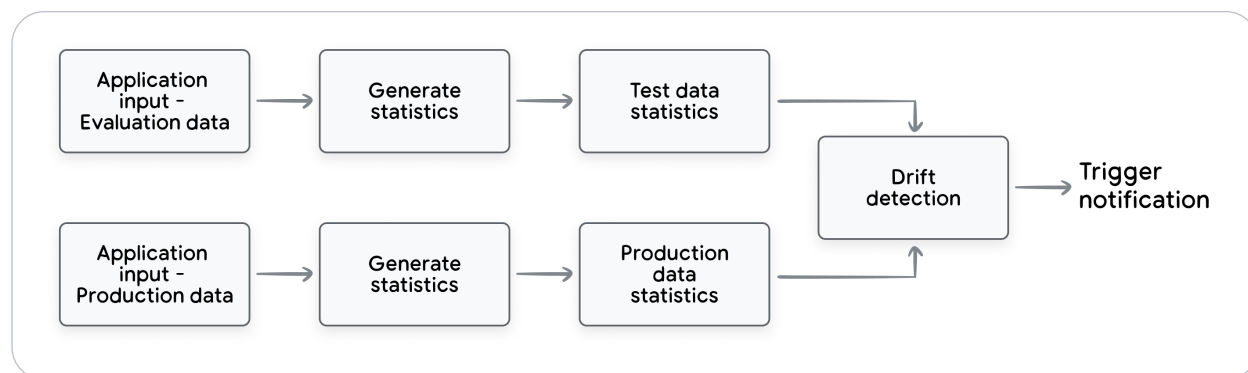 Application
input -
Evaluation data
Generate
statistics
Test data
statistics
Drift
detection
Trigger
notification
Application
input -
Production data
Generate
statistics
Production
data
statistics